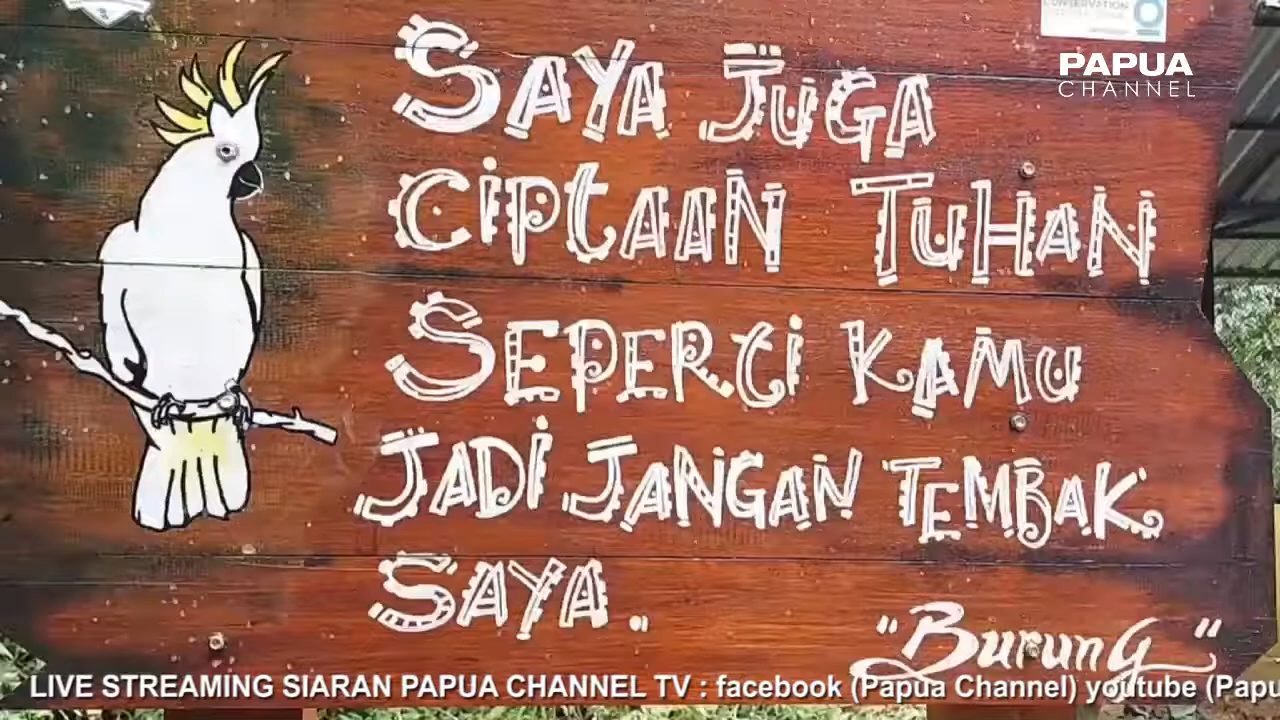 CONSERVATION
PAPUA
CHANNEL
SAYA JUGA
CIPTAAN TUHAN
SEPERTI KAMU
JADI JANGAN TEMBAK
SAYA.
"BURUNG"
LIVE STREAMING SIARAN PAPUA CHANNEL TV : facebook (Papua Channel) youtube (Papu